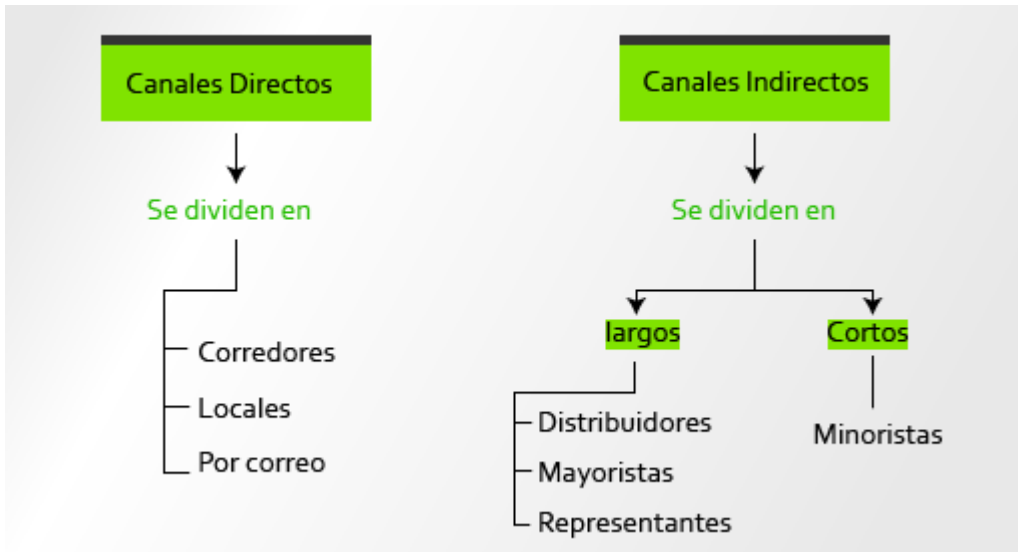 Canales Directos
Se dividen en
Corredores
Locales
Por correo
Canales Indirectos
Se dividen en
largos
Distribuidores
Mayoristas
Representantes
Cortos
Minoristas